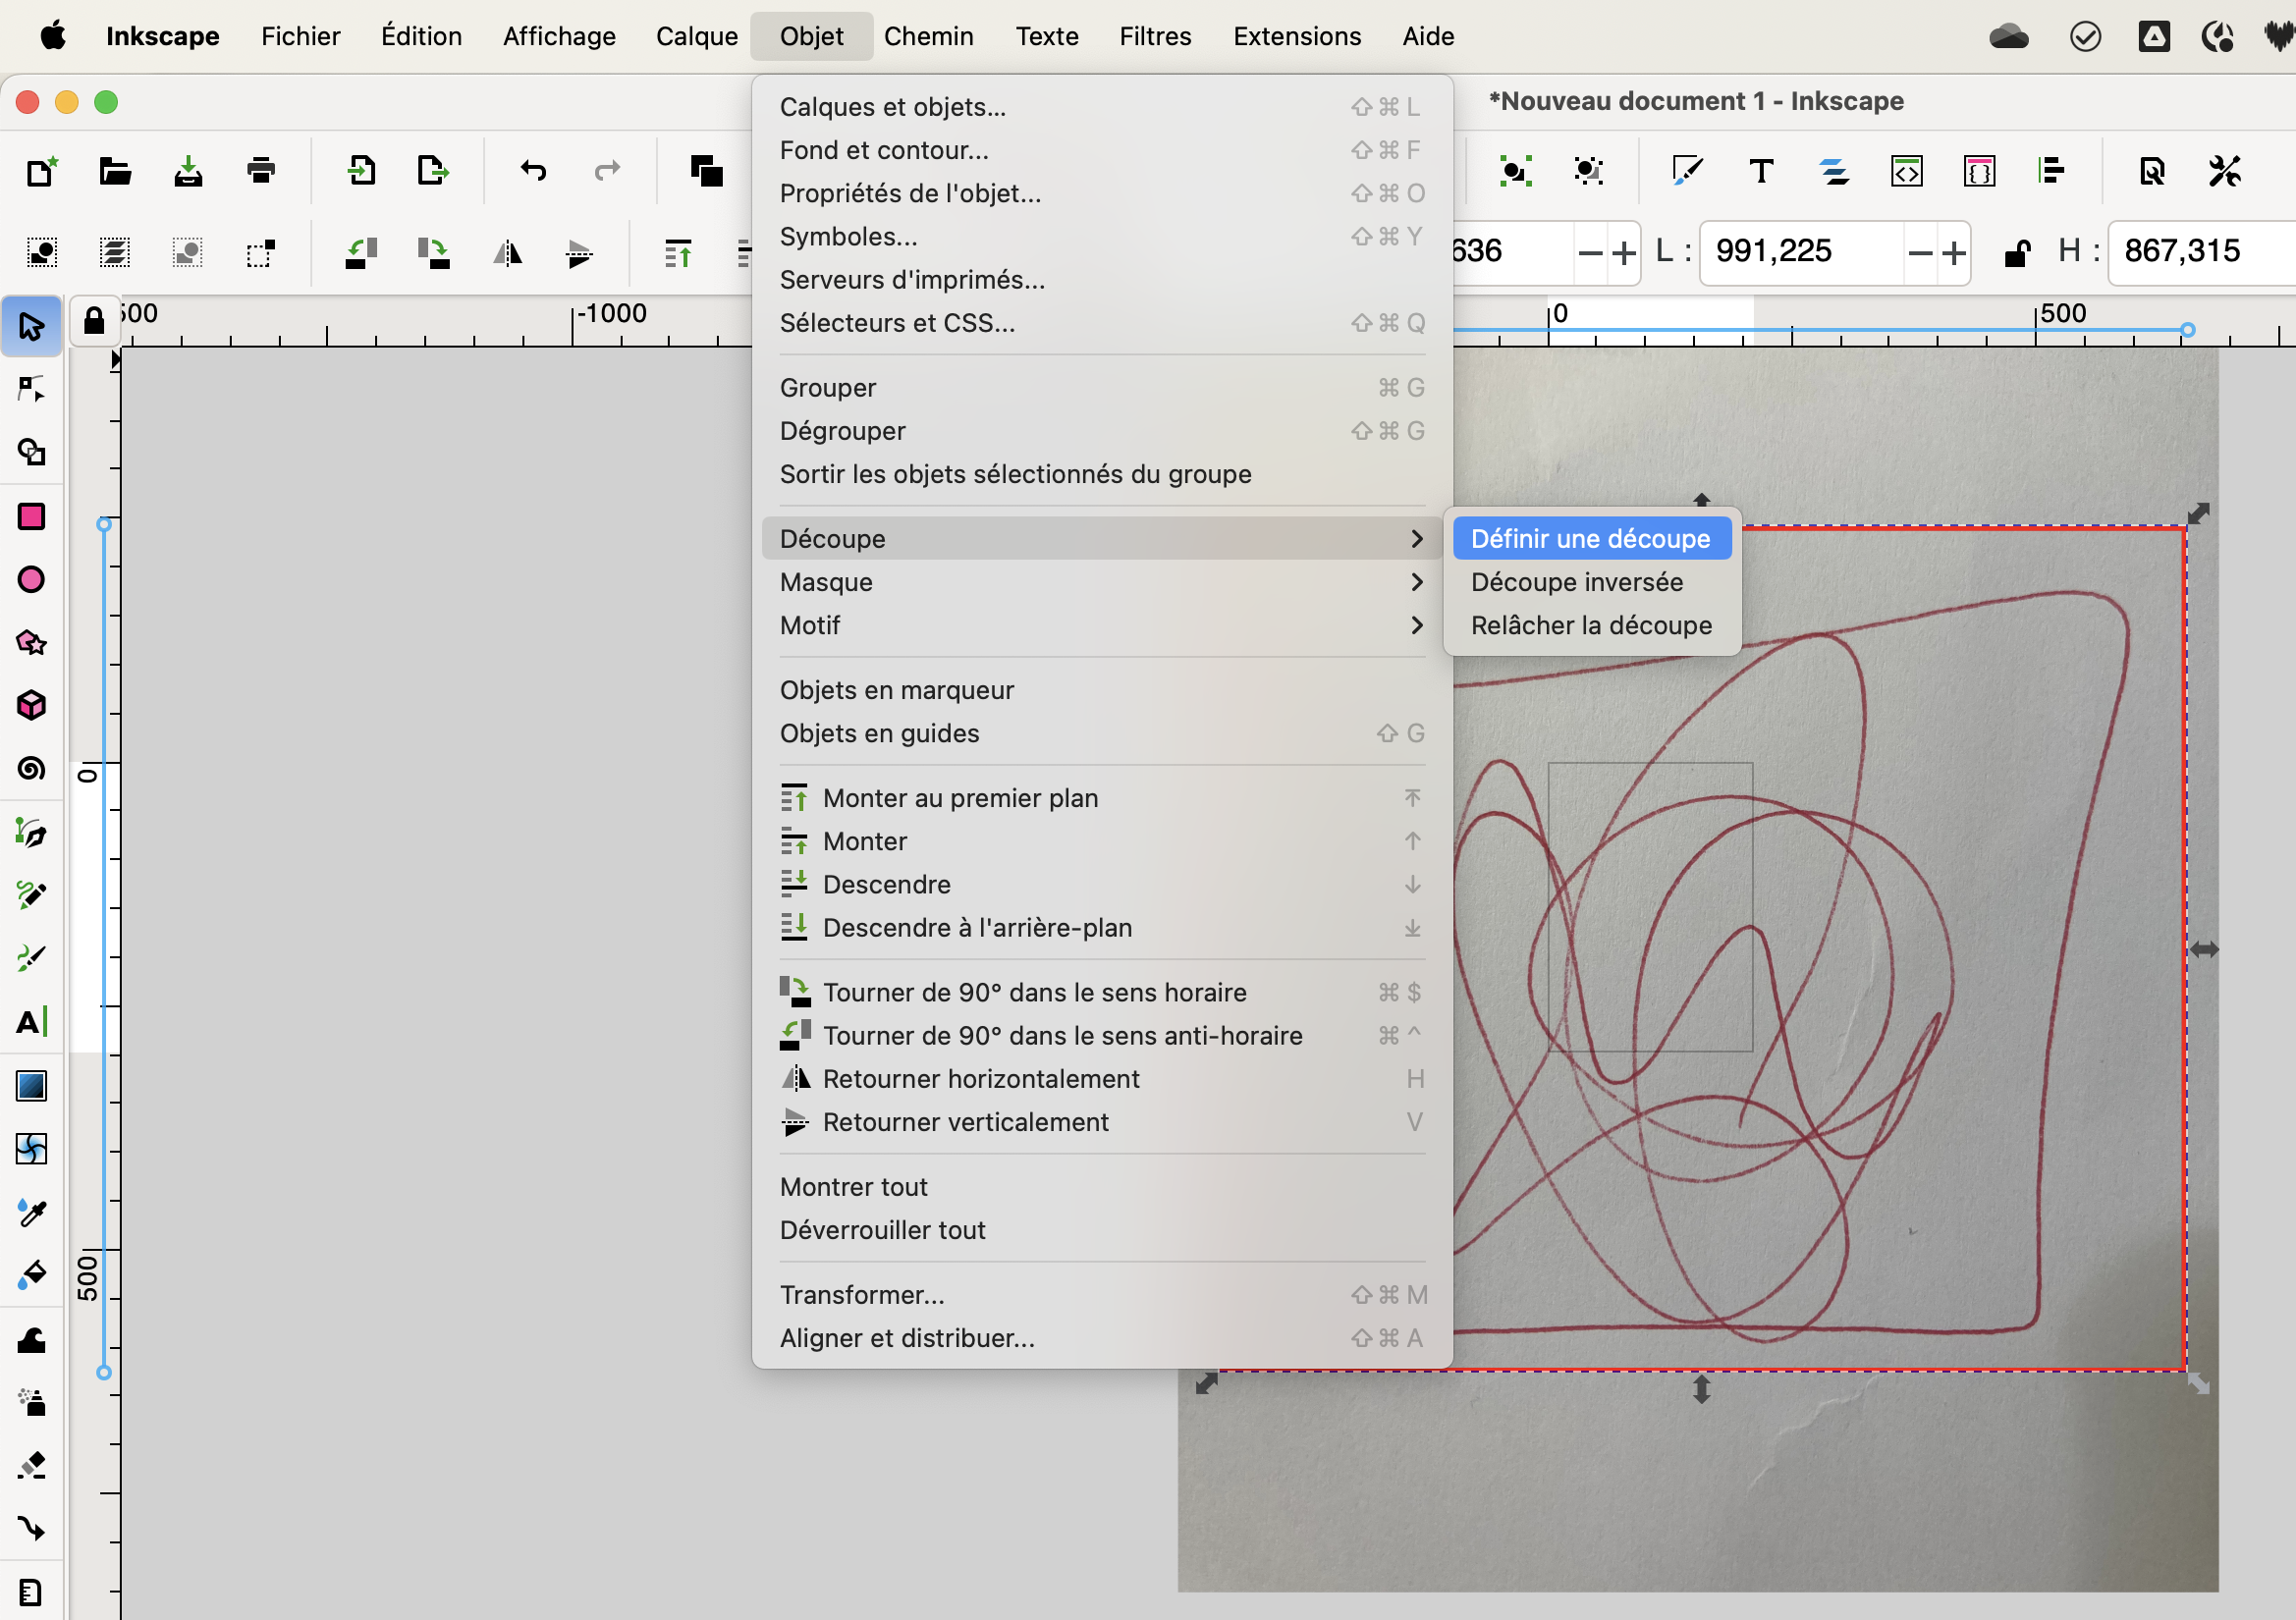 Inkscape Fichier Édition Affichage Calque Objet Chemin Texte Filtres Extensions Aide
*Nouveau document 1 - Inkscape
636 L : 991,225 H : 867,315
500 -1000 0 500
0
500
Calques et objets... ⇧⌘L
Fond et contour... ⇧⌘F
Propriétés de l'objet... ⇧⌘O
Symboles... ⇧⌘Y
Serveurs d'imprimés...
Sélecteurs et CSS... ⇧⌘Q
Grouper ⌘G
Dégrouper ⇧⌘G
Sortir les objets sélectionnés du groupe
Découpe
Masque
Motif
Définir une découpe
Découpe inversée
Relâcher la découpe
Objets en marqueur
Objets en guides ⇧G
Monter au premier plan ⤒
Monter ↑
Descendre ↓
Descendre à l'arrière-plan ⤓
Tourner de 90° dans le sens horaire ⌘$
Tourner de 90° dans le sens anti-horaire ⌘^
Retourner horizontalement H
Retourner verticalement V
Montrer tout
Déverrouiller tout
Transformer... ⇧⌘M
Aligner et distribuer... ⇧⌘A